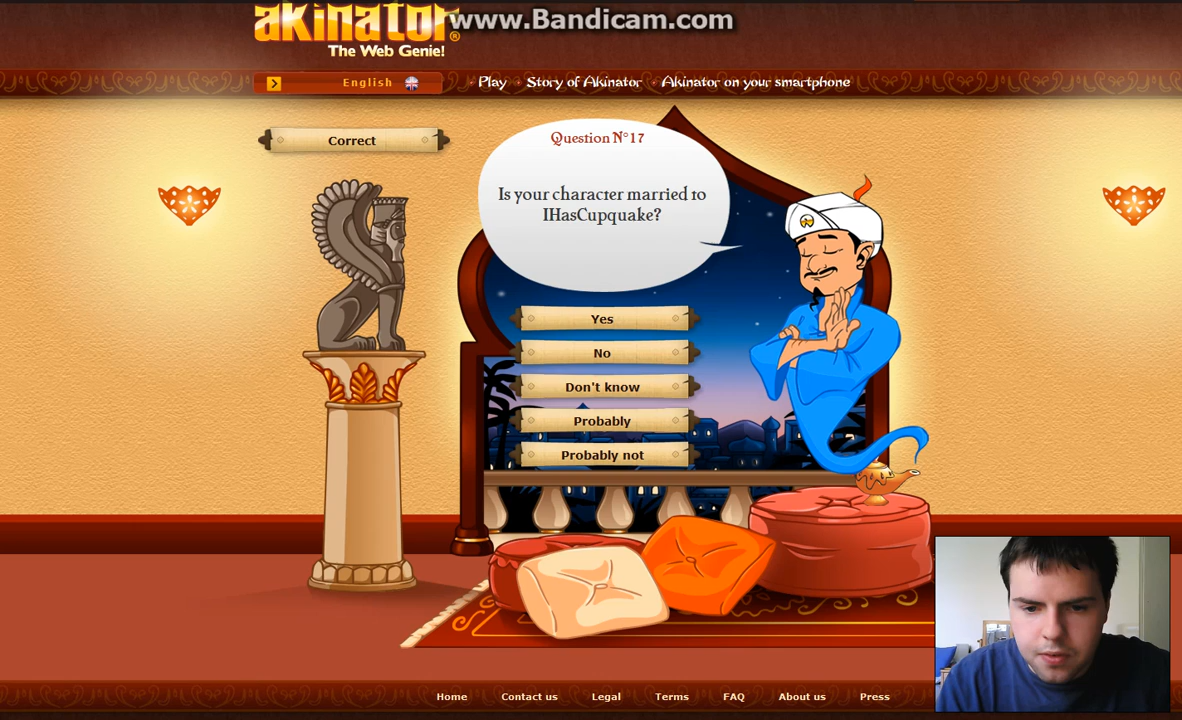 akinator®
www.Bandicam.com
The Web Genie!
English
Play
Story of Akinator
Akinator on your smartphone
Correct
Question N°17
Is your character married to
IHasCupquake?
Yes
No
Don't know
Probably
Probably not
Home
Contact us
Legal
Terms
FAQ
About us
Press